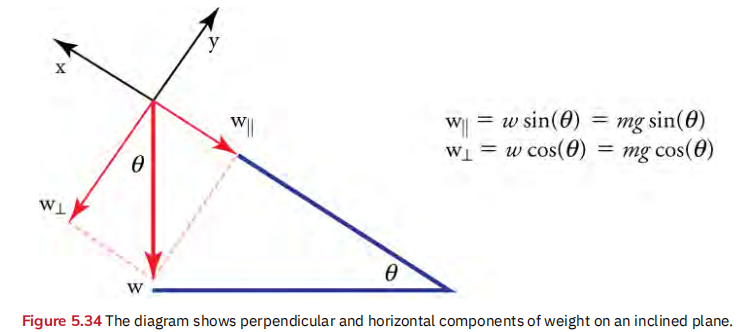 y
x
w∥
w∥ = w sin(θ) = mg sin(θ)
w⊥ = w cos(θ) = mg cos(θ)
θ
w⊥
θ
w
Figure 5.34 The diagram shows perpendicular and horizontal components of weight on an inclined plane.